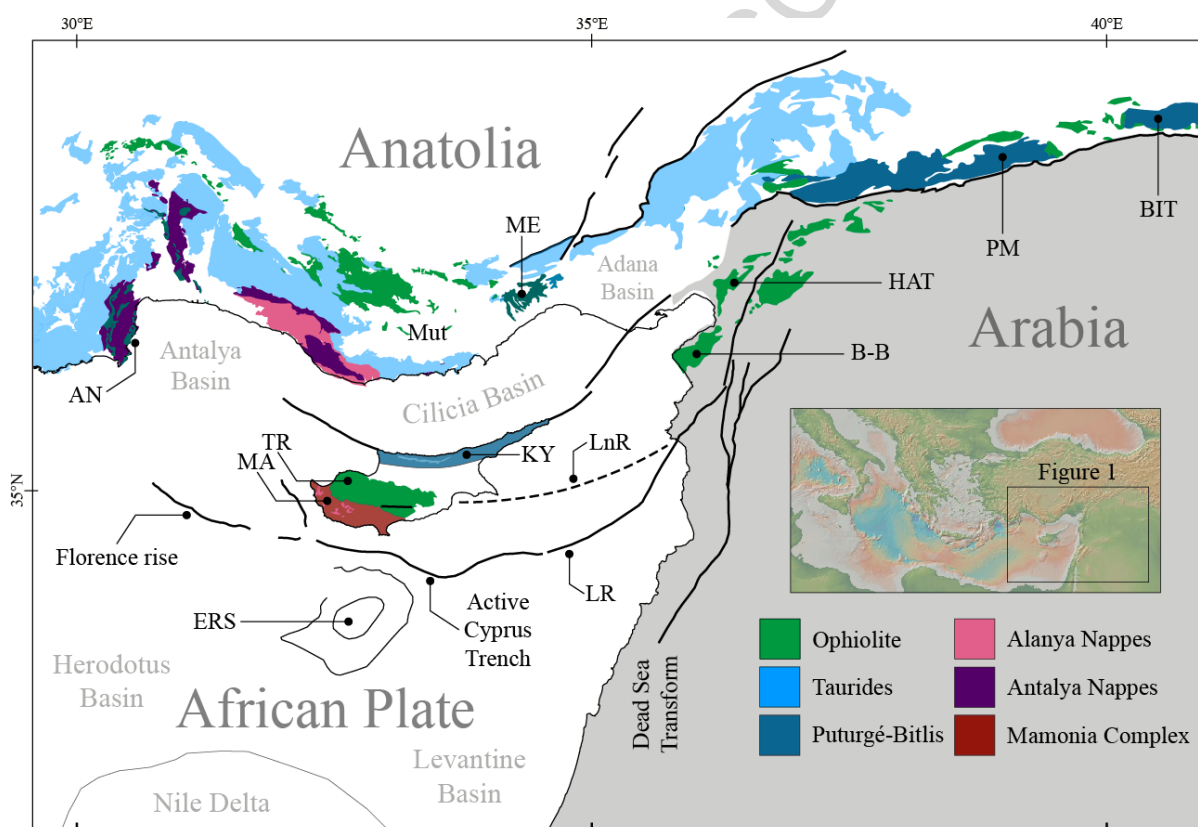 30°E
35°E
40°E
Anatolia
ME
BIT
PM
Adana
Basin
HAT
Mut
Arabia
Antalya
Basin
B-B
AN
Cilicia Basin
TR
LnR
MA
KY
Figure 1
35°N
Florence rise
LR
Active
Cyprus
Trench
ERS
Ophiolite
Alanya Nappes
Herodotus
Basin
Taurides
Antalya Nappes
African Plate
Dead Sea
Transform
Puturgé-Bitlis
Mamonia Complex
Levantine
Basin
Nile Delta